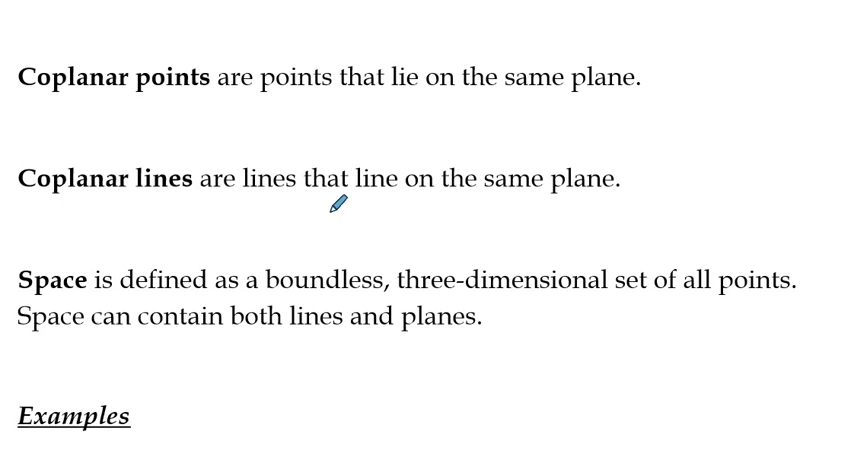 Coplanar points are points that lie on the same plane.
Coplanar lines are lines that line on the same plane.
Space is defined as a boundless, three-dimensional set of all points.
Space can contain both lines and planes.
Examples